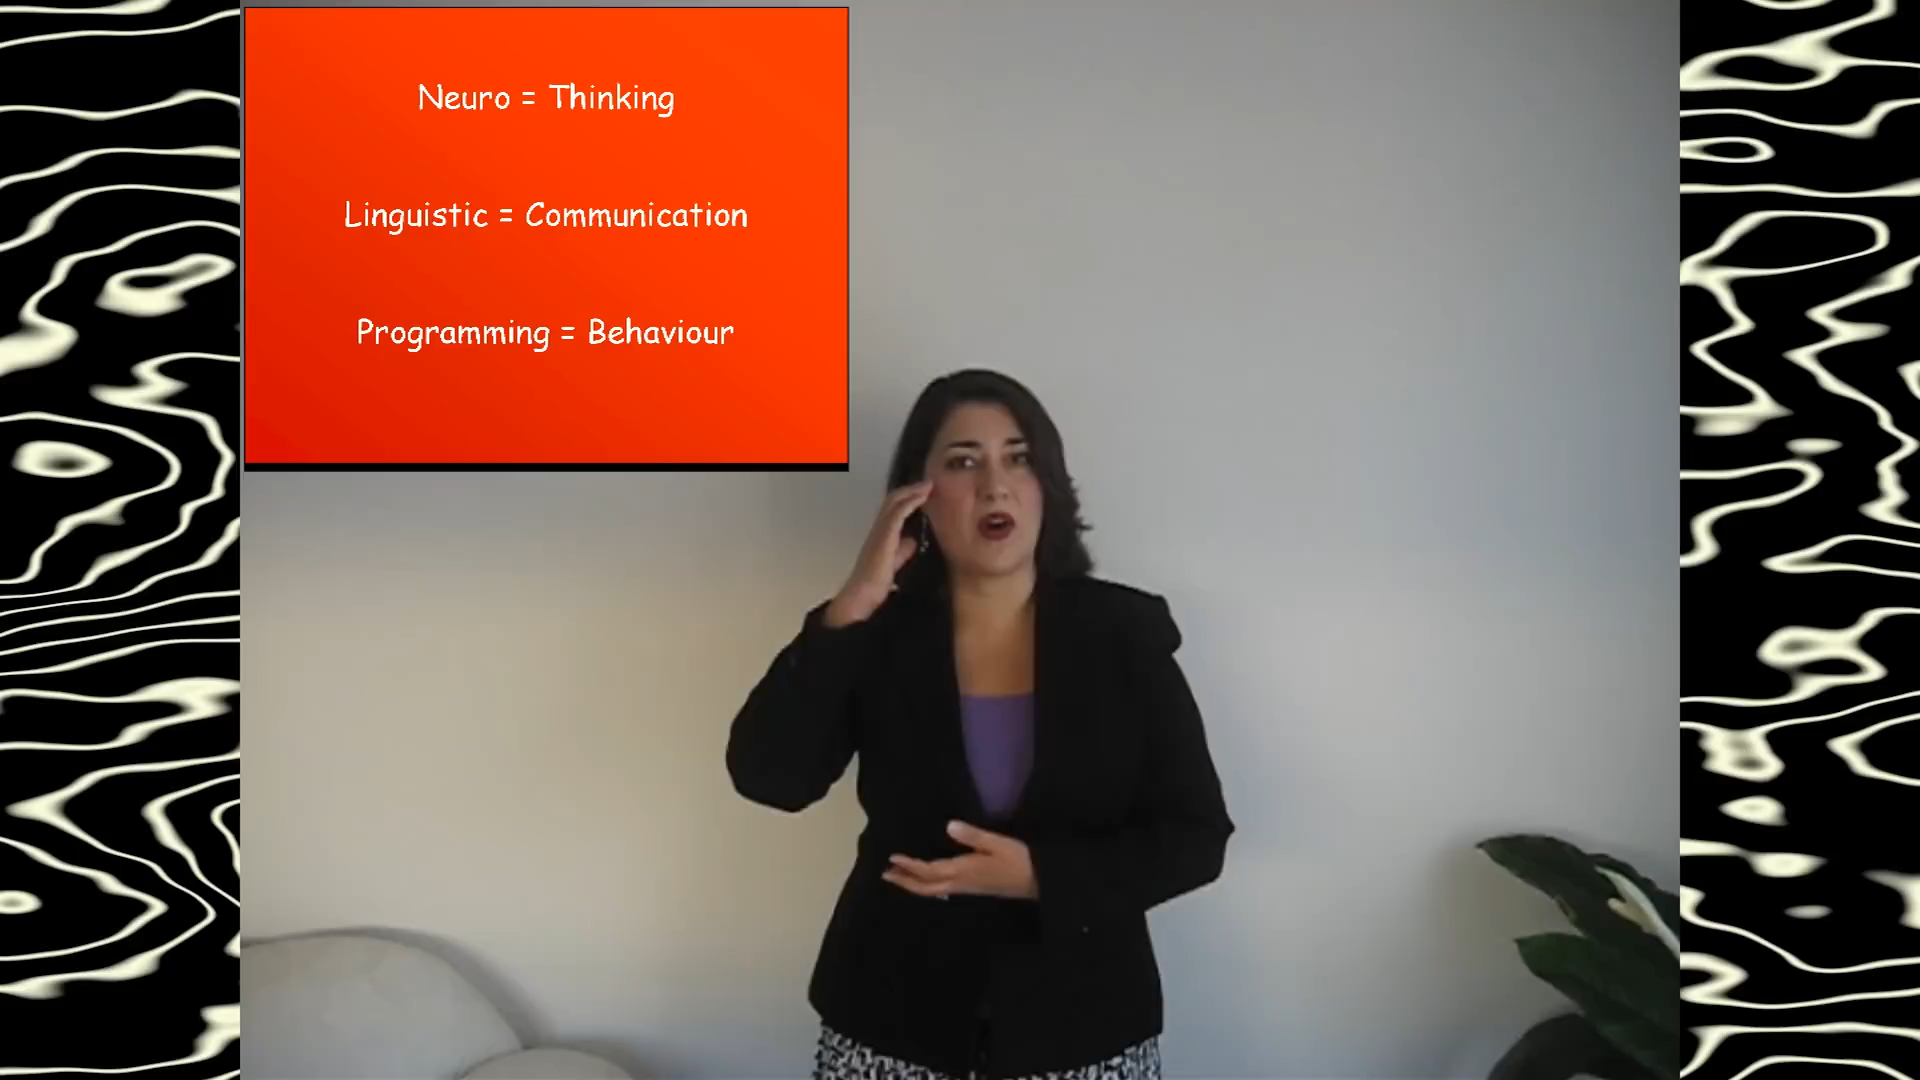 Neuro = Thinking
Linguistic = Communication
Programming = Behaviour